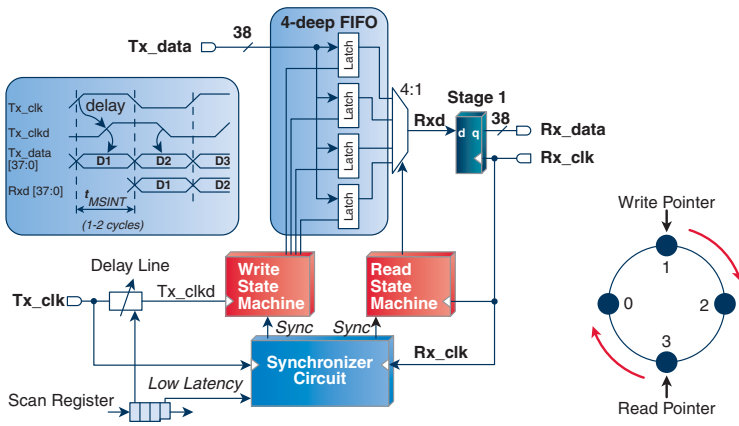 4-deep FIFO
Tx_data
38
Latch
Latch
Latch
Latch
4:1
Rxd
Stage 1
d q
38
Rx_data
Rx_clk
Tx_clk
delay
Tx_clkd
Tx_data
[37:0]
D1
D2
D3
Rxd [37:0]
D1
D2
tMSINT
(1-2 cycles)
Write
State
Machine
Read
State
Machine
Delay Line
Tx_clk
Tx_clkd
Sync
Sync
Synchronizer
Circuit
Rx_clk
Low Latency
Scan Register
Write Pointer
1
0
2
3
Read Pointer